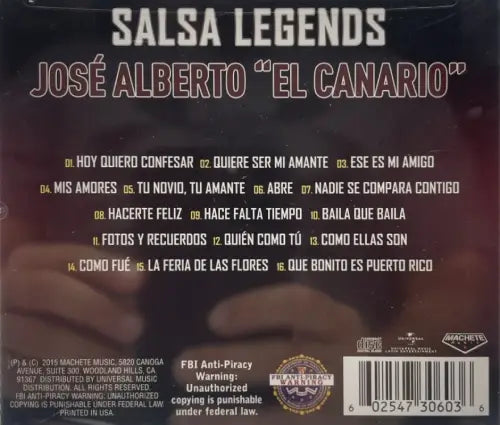 SALSA LEGENDS
JOSÉ ALBERTO "EL CANARIO"
01. HOY QUIERO CONFESAR 02. QUIERE SER MI AMANTE 03. ESE ES MI AMIGO
04. MIS AMORES 05. TU NOVIO, TU AMANTE 06. ABRE 07. NADIE SE COMPARA CONTIGO
08. HACERTE FELIZ 09. HACE FALTA TIEMPO 10. BAILA QUE BAILA
11. FOTOS Y RECUERDOS 12. QUIÉN COMO TÚ 13. COMO ELLAS SON
14. COMO FUÉ 15. LA FERIA DE LAS FLORES 16. QUE BONITO ES PUERTO RICO
(P) & (C) 2015 MACHETE MUSIC, 5820 CANOGA
AVENUE, SUITE 300, WOODLAND HILLS, CA
91367. DISTRIBUTED BY UNIVERSAL MUSIC
DISTRIBUTION. ALL RIGHTS RESERVED.
FBI ANTI-PIRACY WARNING: UNAUTHORIZED
COPYING IS PUNISHABLE UNDER FEDERAL LAW.
PRINTED IN USA.
FBI Anti-Piracy
Warning:
Unauthorized
copying is punishable
under federal law.
WARNING
disc
UNIVERSAL
MACHETE
6 02547 30603 6